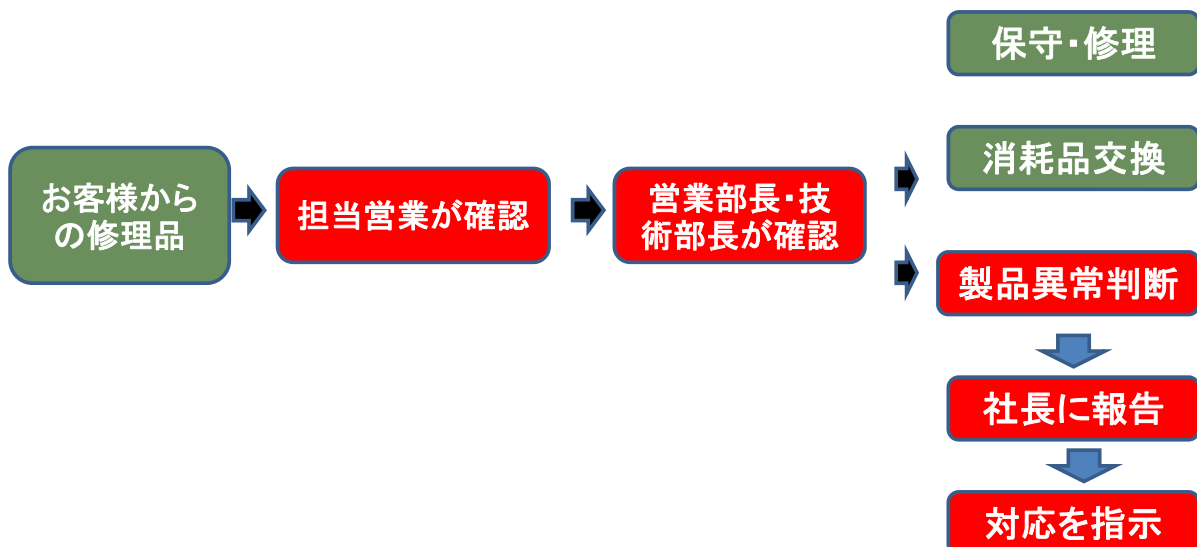 保守・修理
消耗品交換
お客様から
の修理品
担当営業が確認
営業部長・技
術部長が確認
製品異常判断
社長に報告
対応を指示